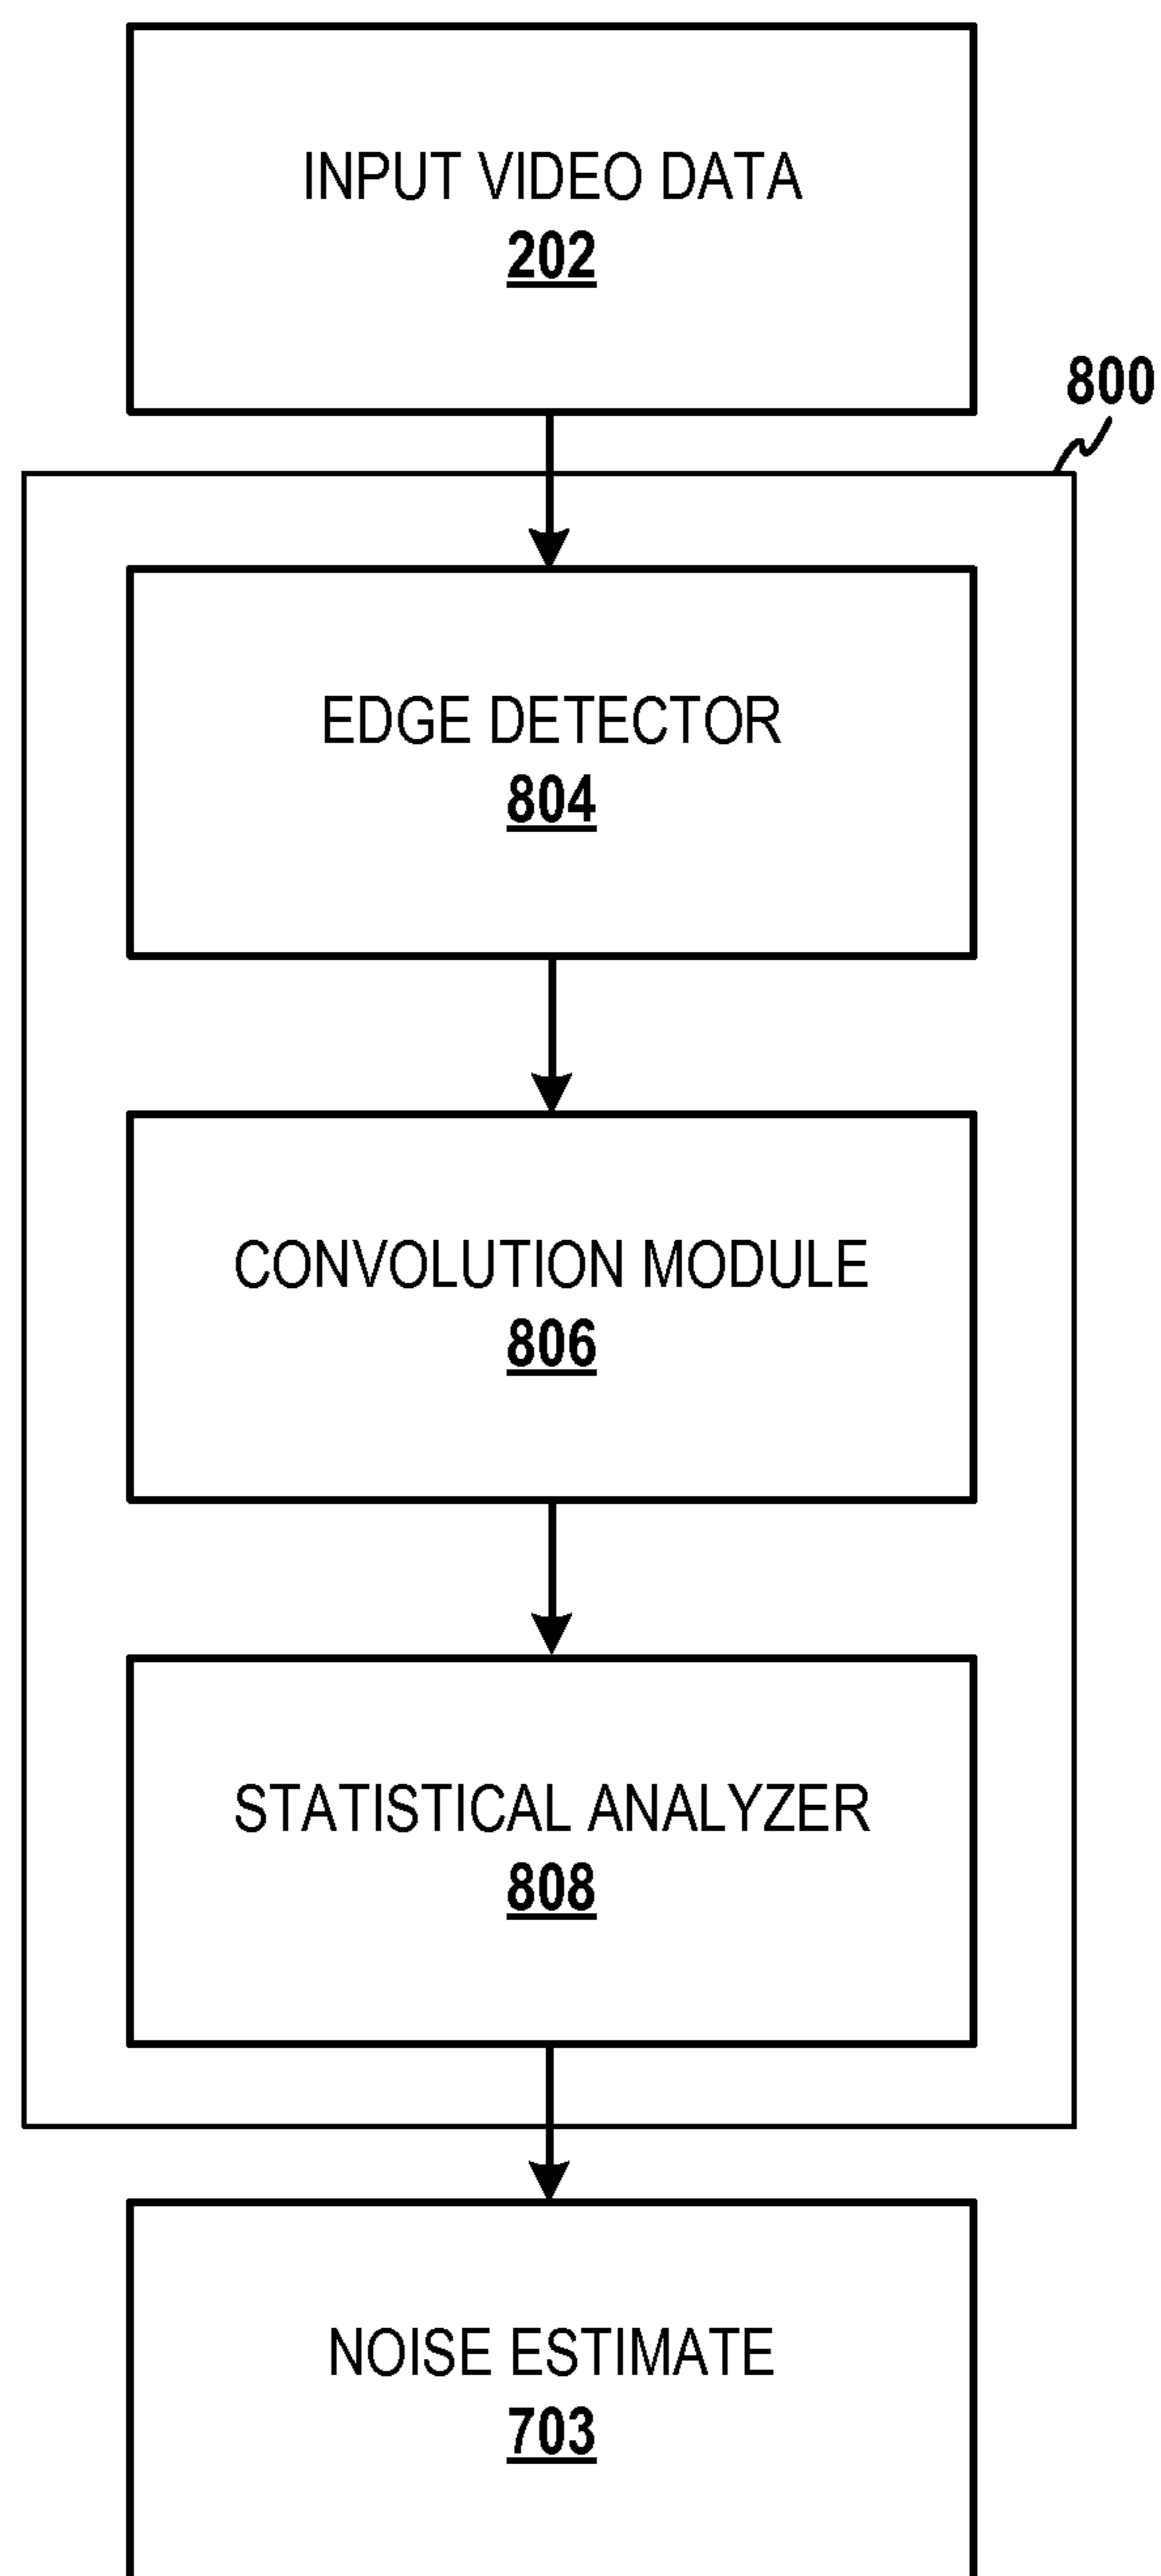 INPUT VIDEO DATA
202
800
EDGE DETECTOR
804
CONVOLUTION MODULE
806
STATISTICAL ANALYZER
808
NOISE ESTIMATE
703